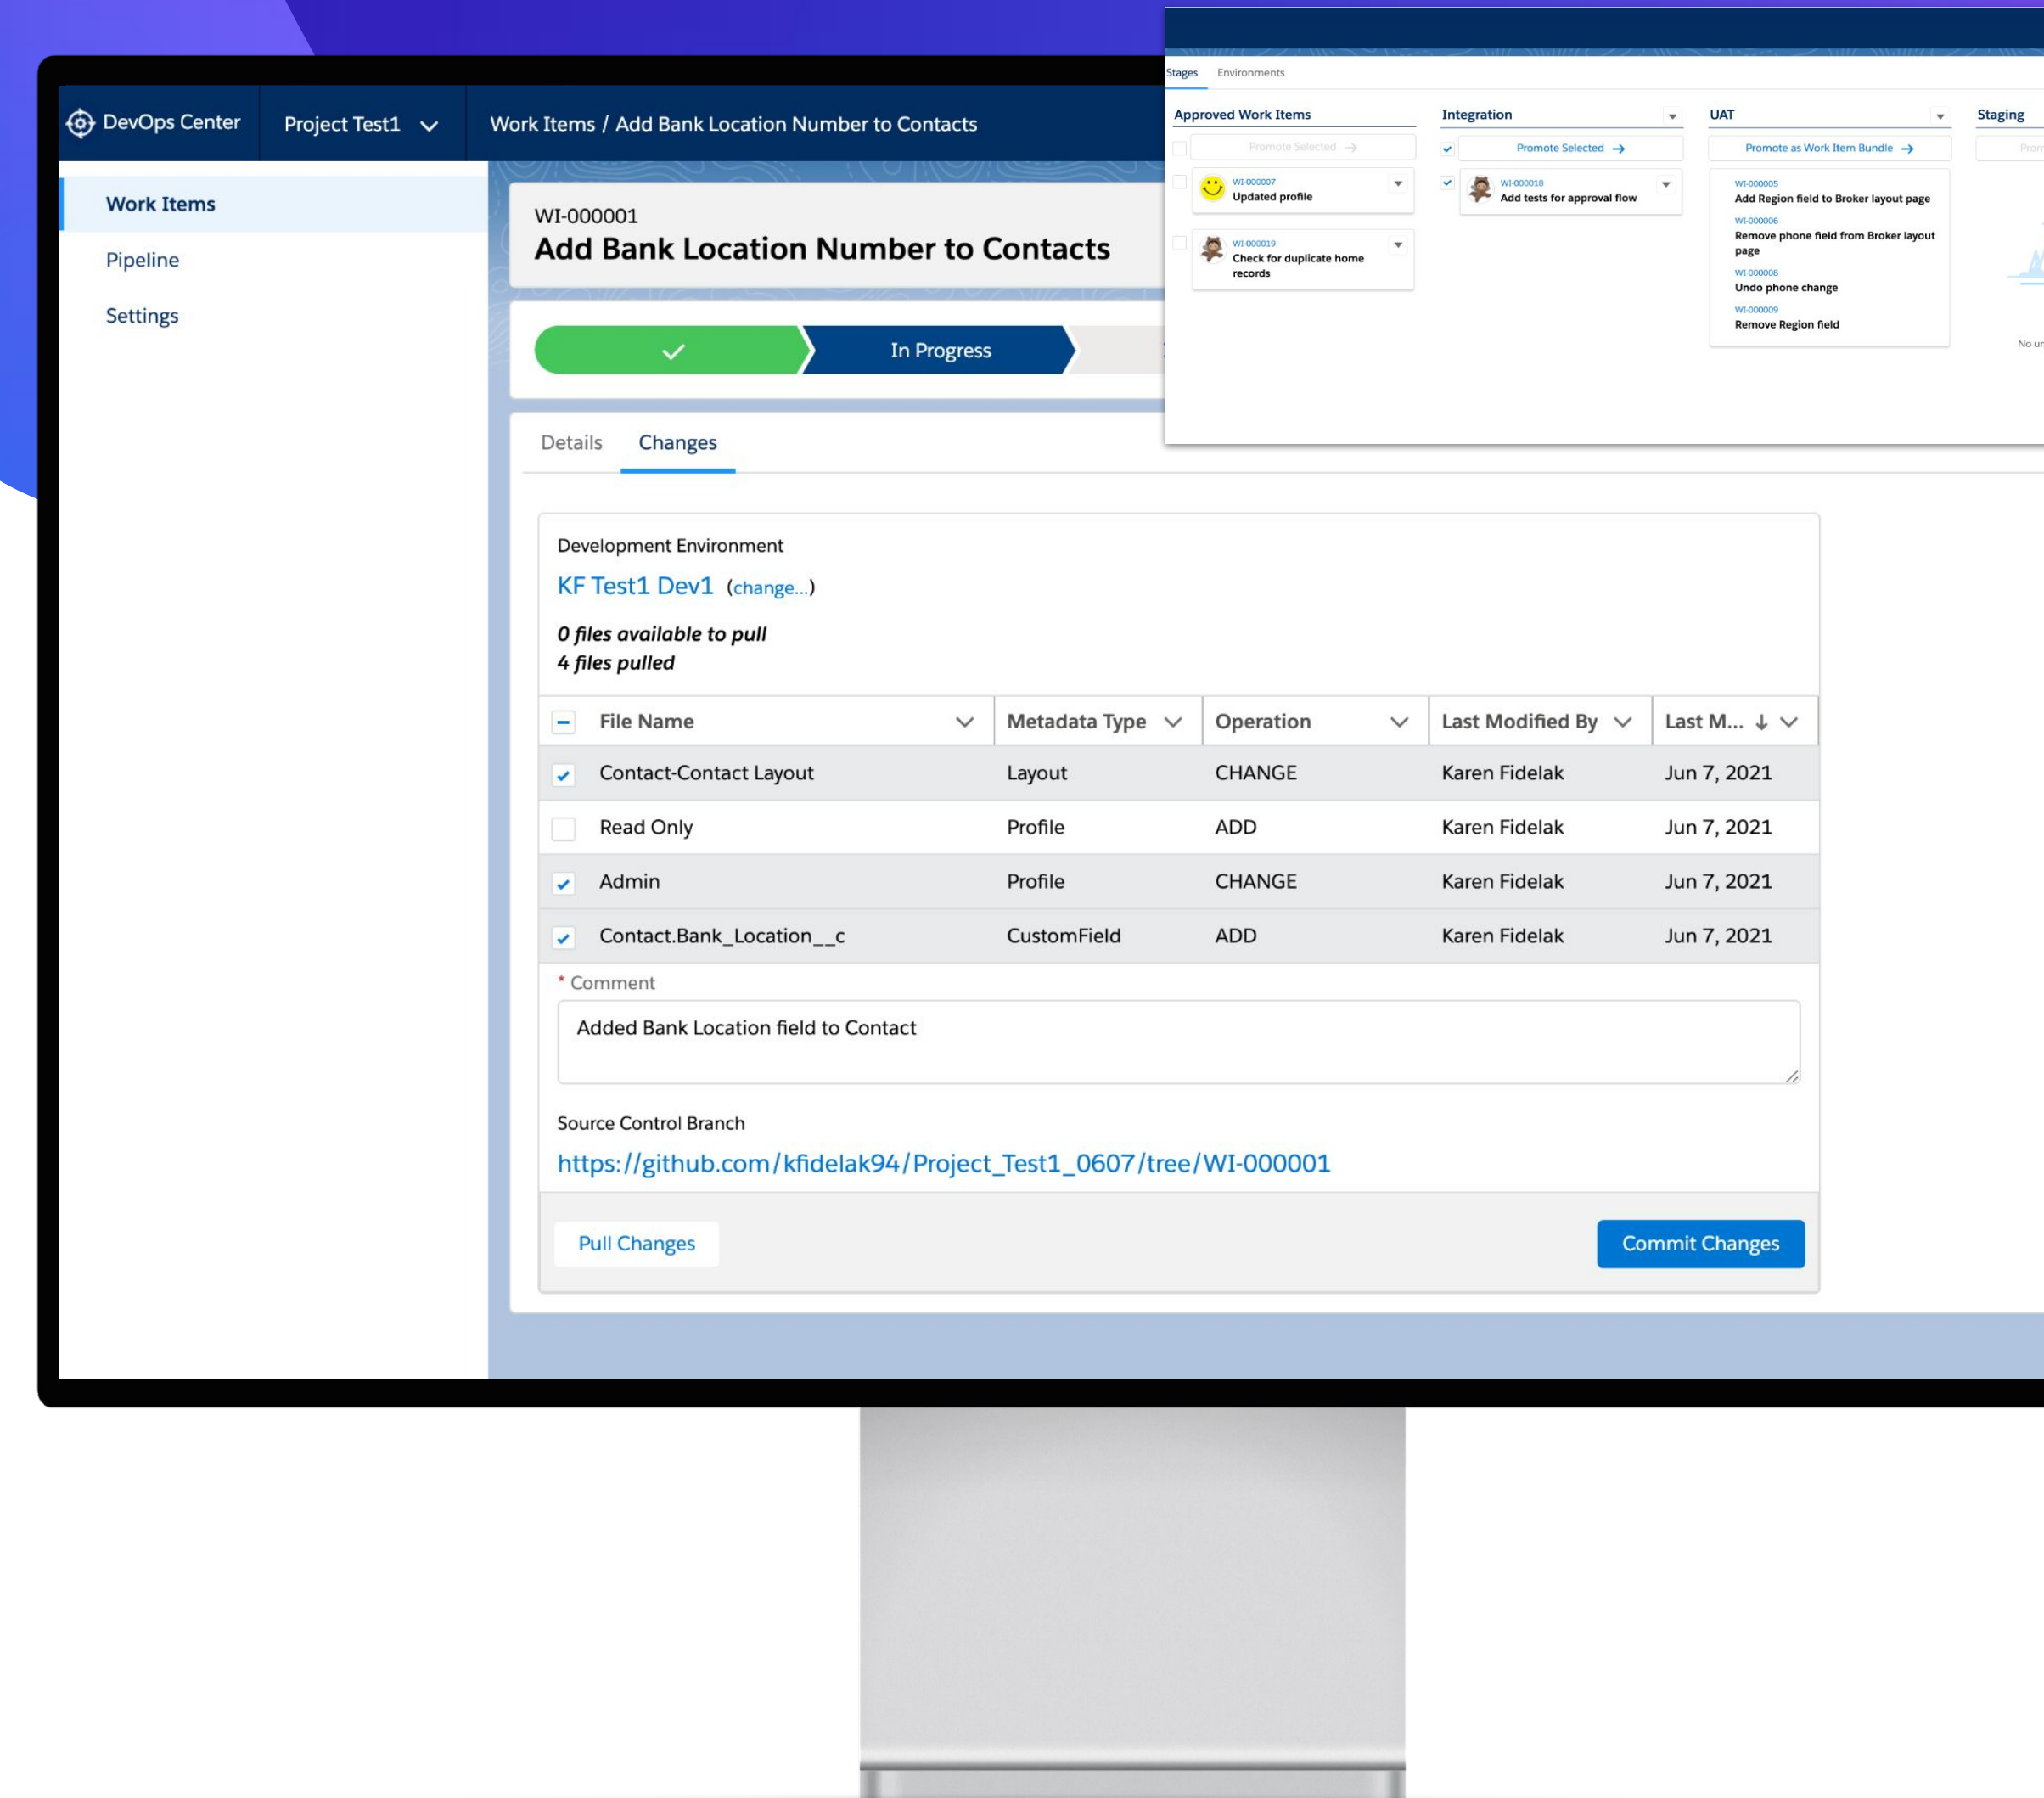 DevOps Center
Project Test1
Work Items / Add Bank Location Number to Contacts
Work Items
Pipeline
Settings
WI-000001
Add Bank Location Number to Contacts
In Progress
Details Changes
Development Environment
KF Test1 Dev1 (change...)
0 files available to pull
4 files pulled
File Name Metadata Type Operation Last Modified By Last M...
Contact-Contact Layout Layout CHANGE Karen Fidelak Jun 7, 2021
Read Only Profile ADD Karen Fidelak Jun 7, 2021
Admin Profile CHANGE Karen Fidelak Jun 7, 2021
Contact.Bank_Location__c CustomField ADD Karen Fidelak Jun 7, 2021
* Comment
Added Bank Location field to Contact
Source Control Branch
https://github.com/kfidelak94/Project_Test1_0607/tree/WI-000001
Pull Changes
Commit Changes
Stages Environments
Approved Work Items
Promote Selected
WI-000007
Updated profile
WI-000019
Check for duplicate home
records
Integration
Promote Selected
WI-000018
Add tests for approval flow
UAT
Promote as Work Item Bundle
WI-000005
Add Region field to Broker layout page
WI-000006
Remove phone field from Broker layout
page
WI-000008
Undo phone change
WI-000009
Remove Region field
Staging
No